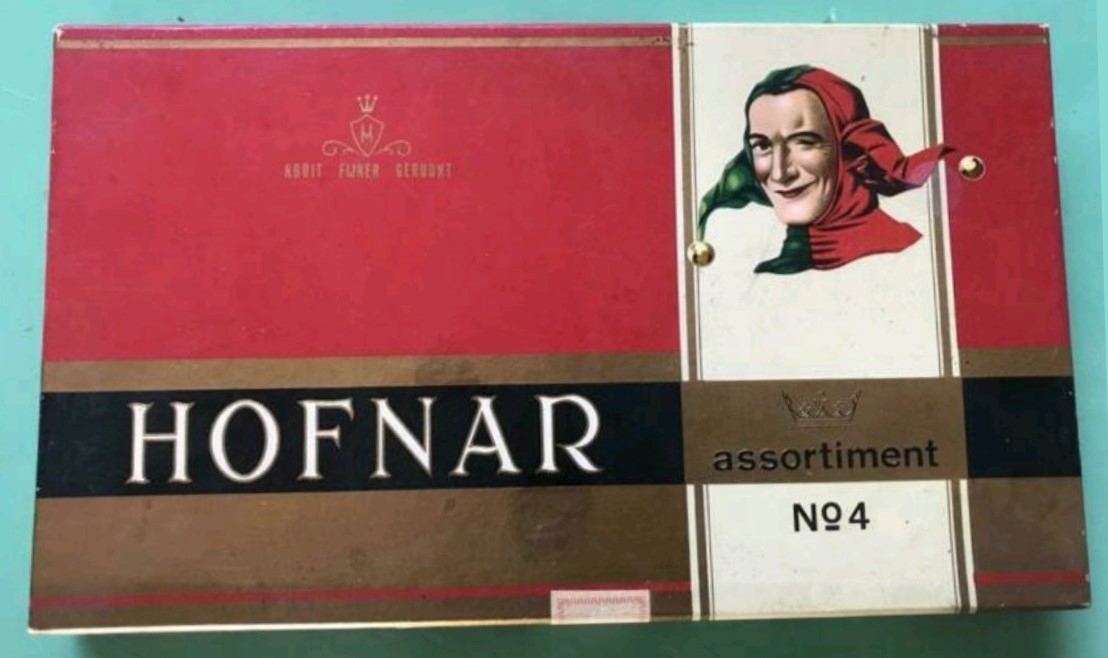 H
NOOIT FIJNER GEROOKT
HOFNAR
assortiment
Nº4